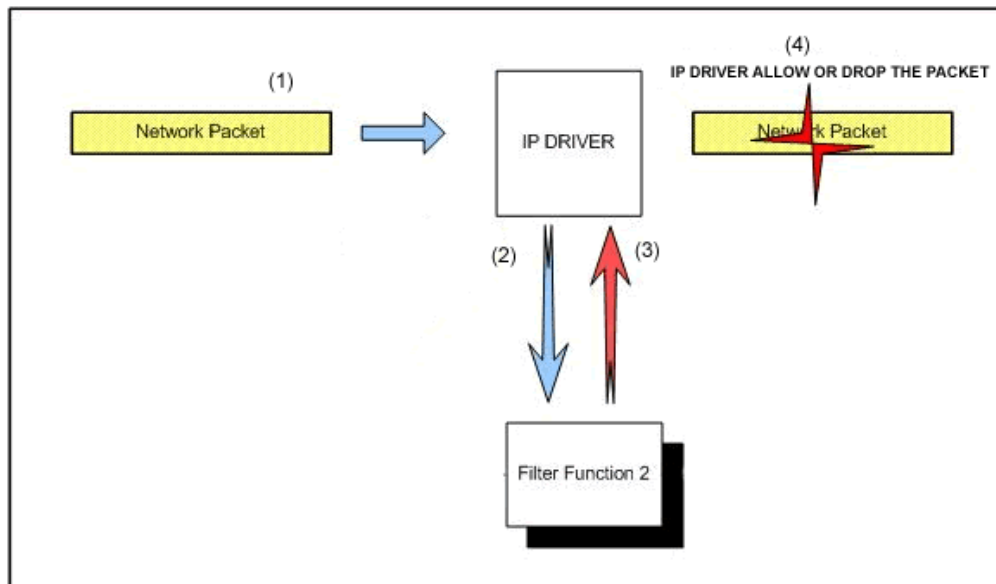 (1)
Network Packet
IP DRIVER
(4)
IP DRIVER ALLOW OR DROP THE PACKET
Network Packet
(2)
(3)
Filter Function 2